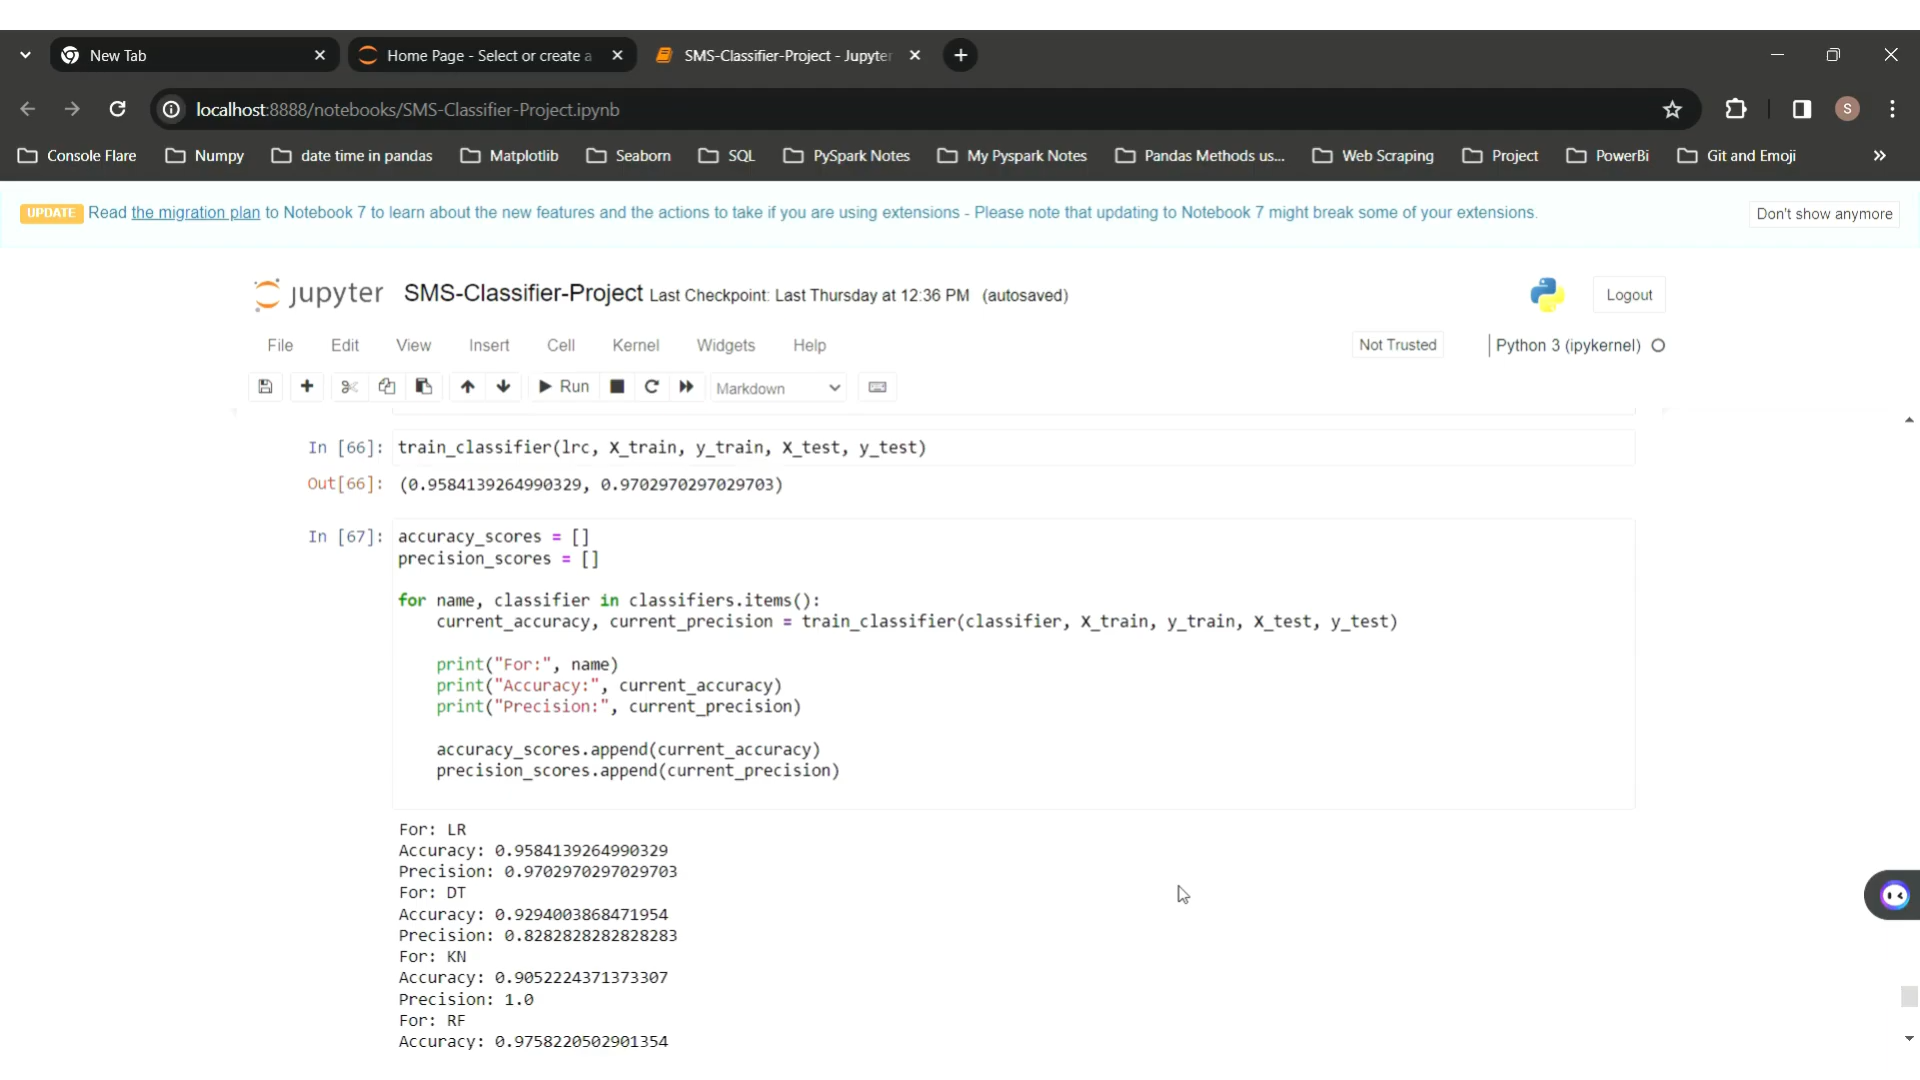 New Tab
Home Page - Select or create a
SMS-Classifier-Project - Jupyter
localhost:8888/notebooks/SMS-Classifier-Project.ipynb
S
Console Flare
Numpy
date time in pandas
Matplotlib
Seaborn
SQL
PySpark Notes
My Pyspark Notes
Pandas Methods us...
Web Scraping
Project
PowerBi
Git and Emoji
UPDATE Read the migration plan to Notebook 7 to learn about the new features and the actions to take if you are using extensions - Please note that updating to Notebook 7 might break some of your extensions.
Don't show anymore
jupyter SMS-Classifier-Project Last Checkpoint: Last Thursday at 12:36 PM (autosaved)
Logout
File Edit View Insert Cell Kernel Widgets Help
Not Trusted
Python 3 (ipykernel)
Run
Markdown
In [66]: train_classifier(lrc, X_train, y_train, X_test, y_test)
Out[66]: (0.9584139264990329, 0.9702970297029703)
In [67]: accuracy_scores = []
precision_scores = []
for name, classifier in classifiers.items():
current_accuracy, current_precision = train_classifier(classifier, X_train, y_train, X_test, y_test)
print("For:", name)
print("Accuracy:", current_accuracy)
print("Precision:", current_precision)
accuracy_scores.append(current_accuracy)
precision_scores.append(current_precision)
For: LR
Accuracy: 0.9584139264990329
Precision: 0.9702970297029703
For: DT
Accuracy: 0.9294003868471954
Precision: 0.8282828282828283
For: KN
Accuracy: 0.9052224371373307
Precision: 1.0
For: RF
Accuracy: 0.9758220502901354